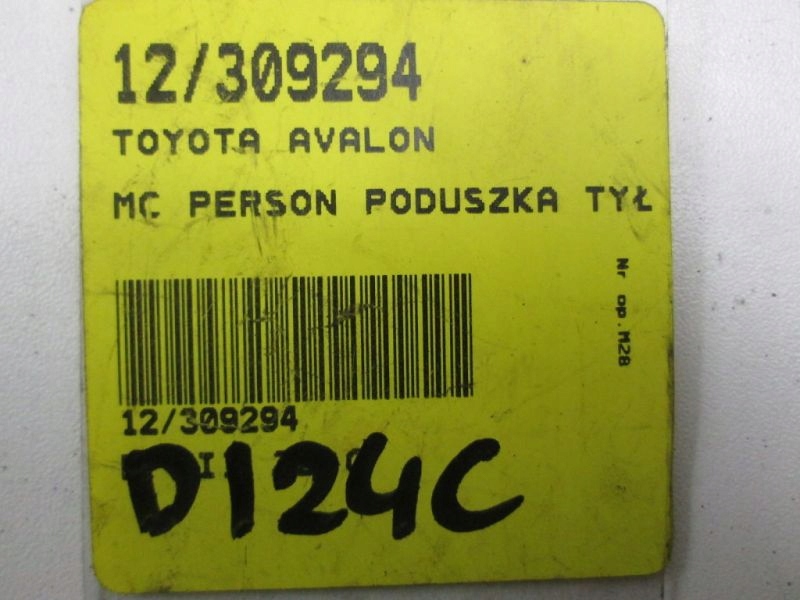 12/309294
TOYOTA AVALON
MC PERSON PODUSZKA TYŁ
Nr op.M28
12/309294
D124C